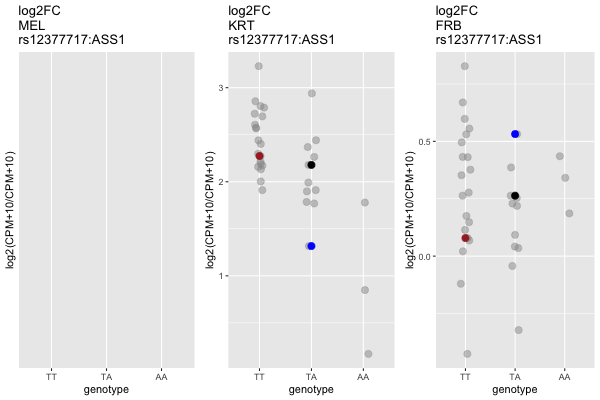 log2FC
MEL
rs12377717:ASS1
log2(CPM+10/CPM+10)
TT TA AA
genotype
log2FC
KRT
rs12377717:ASS1
log2(CPM+10/CPM+10)
3
2
1
TT TA AA
genotype
log2FC
FRB
rs12377717:ASS1
log2(CPM+10/CPM+10)
0.5
0.0
TT TA AA
genotype